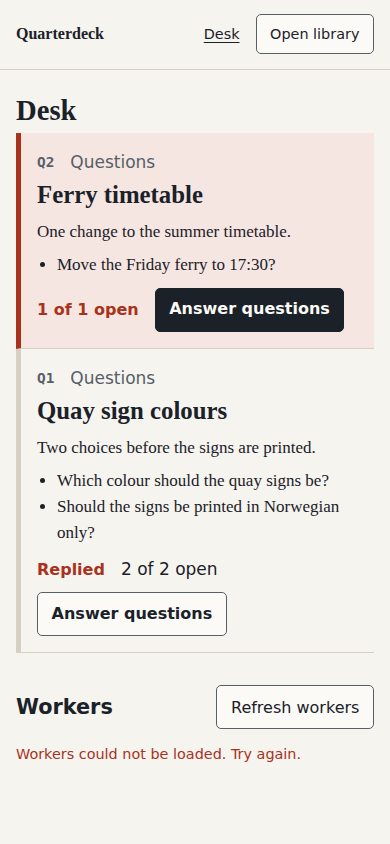 Quarterdeck
Desk
Open library
Desk
Q2 Questions
Ferry timetable
One change to the summer timetable.
• Move the Friday ferry to 17:30?
1 of 1 open
Answer questions
Q1 Questions
Quay sign colours
Two choices before the signs are printed.
• Which colour should the quay signs be?
• Should the signs be printed in Norwegian
only?
Replied 2 of 2 open
Answer questions
Workers
Refresh workers
Workers could not be loaded. Try again.